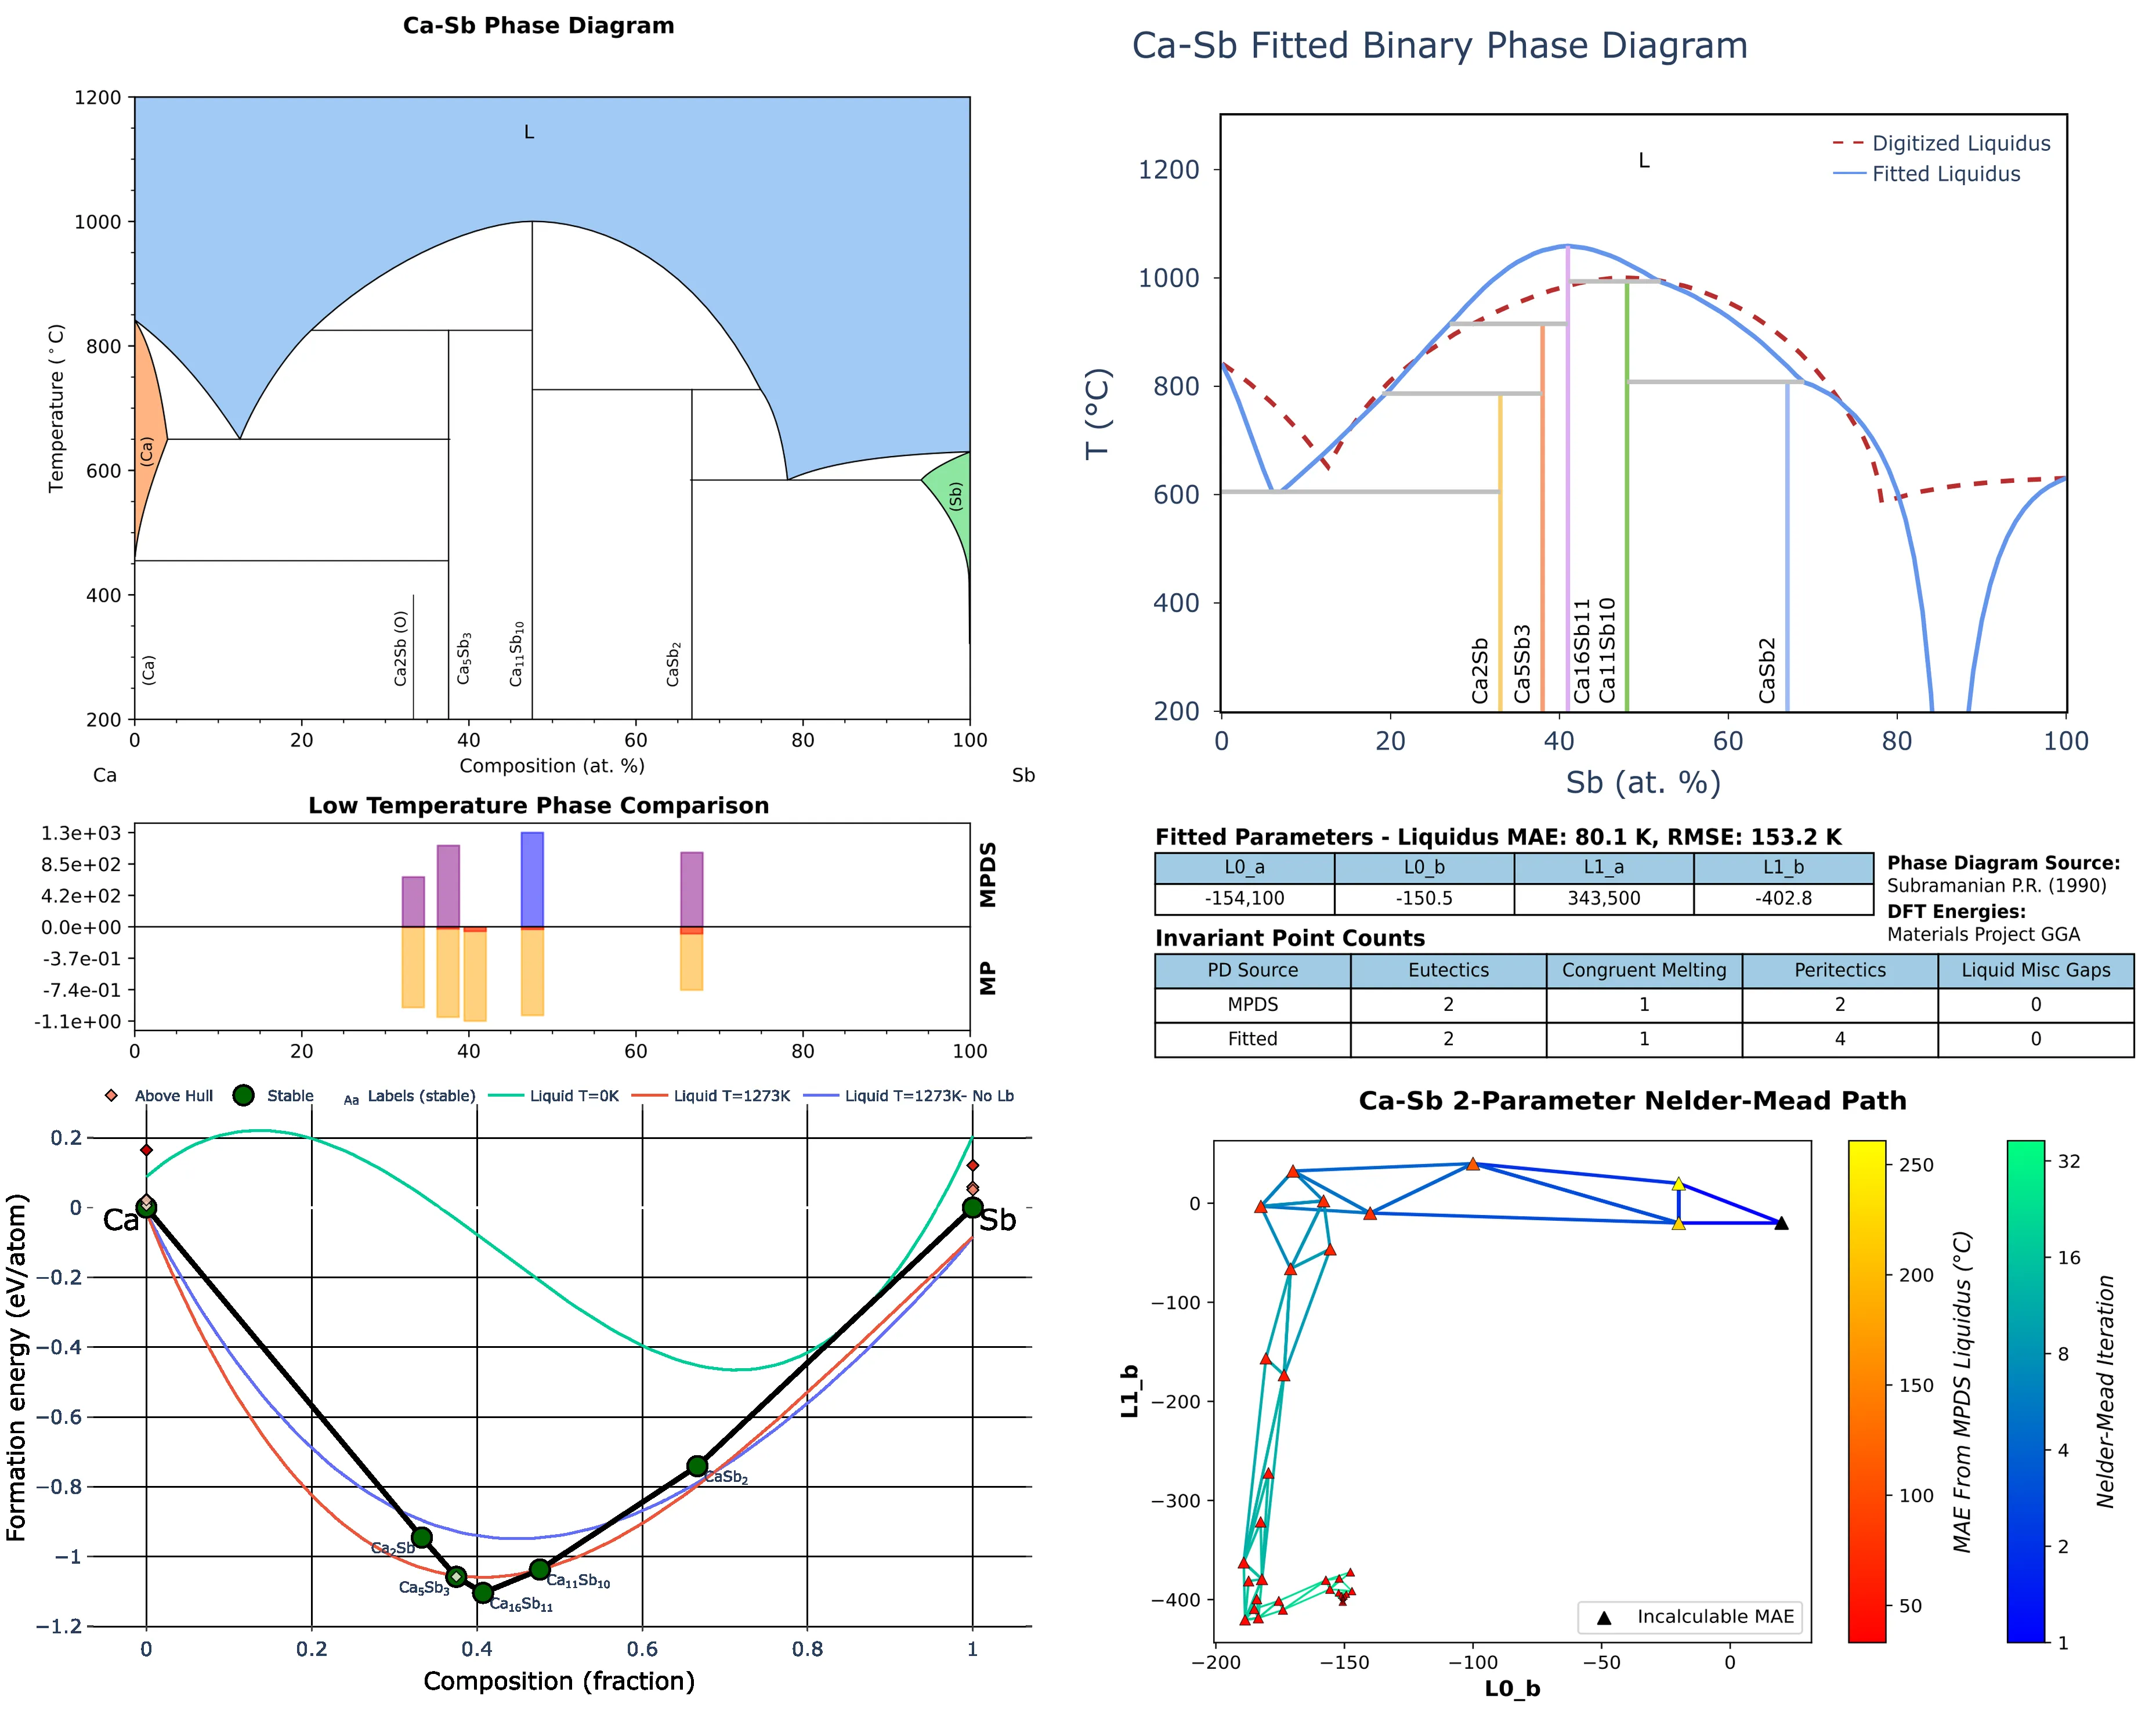 Ca-Sb Phase Diagram
1200
1000
800
600
400
200
Temperature (°C)
L
(Ca)
(Ca)
(Sb)
Ca2Sb (O)
Ca₅Sb₃
Ca₁₁Sb₁₀
CaSb₂
0 20 40 60 80 100
Composition (at. %)
Ca Sb
Ca-Sb Fitted Binary Phase Diagram
Digitized Liquidus
Fitted Liquidus
L
1200
1000
800
600
400
200
T (°C)
Ca2Sb
Ca5Sb3
Ca16Sb11
Ca11Sb10
CaSb2
0 20 40 60 80 100
Sb (at. %)
Low Temperature Phase Comparison
1.3e+03
8.5e+02
4.2e+02
0.0e+00
-3.7e-01
-7.4e-01
-1.1e+00
MPDS
MP
0 20 40 60 80 100
Fitted Parameters - Liquidus MAE: 80.1 K, RMSE: 153.2 K
L0_a L0_b L1_a L1_b
-154,100 -150.5 343,500 -402.8
Phase Diagram Source:
Subramanian P.R. (1990)
DFT Energies:
Materials Project GGA
Invariant Point Counts
PD Source Eutectics Congruent Melting Peritectics Liquid Misc Gaps
MPDS 2 1 2 0
Fitted 2 1 4 0
Above Hull Stable Aa Labels (stable) Liquid T=0K Liquid T=1273K Liquid T=1273K- No Lb
0.2
0
−0.2
−0.4
−0.6
−0.8
−1
−1.2
Formation energy (eV/atom)
Ca
Sb
Ca₂Sb
Ca₅Sb₃
Ca₁₆Sb₁₁
Ca₁₁Sb₁₀
CaSb₂
0 0.2 0.4 0.6 0.8 1
Composition (fraction)
Ca-Sb 2-Parameter Nelder-Mead Path
0
−100
−200
−300
−400
L1_b
Incalculable MAE
−200 −150 −100 −50 0
L0_b
250
200
150
100
50
MAE From MPDS Liquidus (°C)
32
16
8
4
2
1
Nelder-Mead Iteration